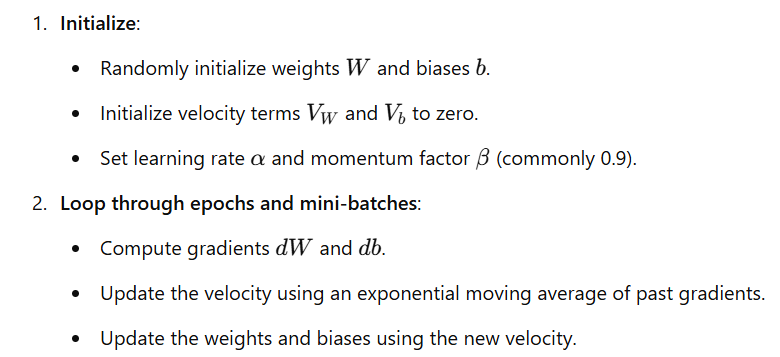 1. Initialize:
• Randomly initialize weights W and biases b.
• Initialize velocity terms V_W and V_b to zero.
• Set learning rate α and momentum factor β (commonly 0.9).
2. Loop through epochs and mini-batches:
• Compute gradients dW and db.
• Update the velocity using an exponential moving average of past gradients.
• Update the weights and biases using the new velocity.